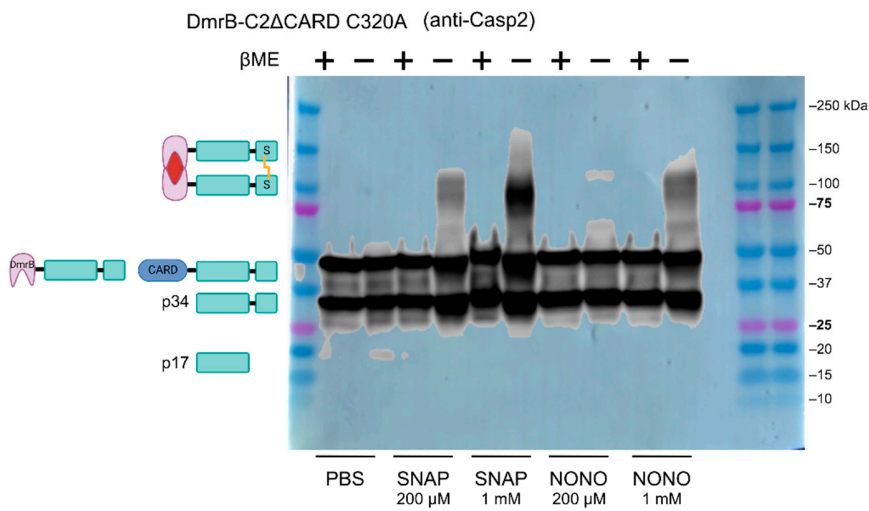 DmrB-C2ΔCARD C320A (anti-Casp2)
βME + − + − + − + − + −
–250 kDa
–150
–100
–75
–50
–37
–25
–20
–15
–10
S
S
DmrB
CARD
p34
p17
PBS
SNAP
200 µM
SNAP
1 mM
NONO
200 µM
NONO
1 mM